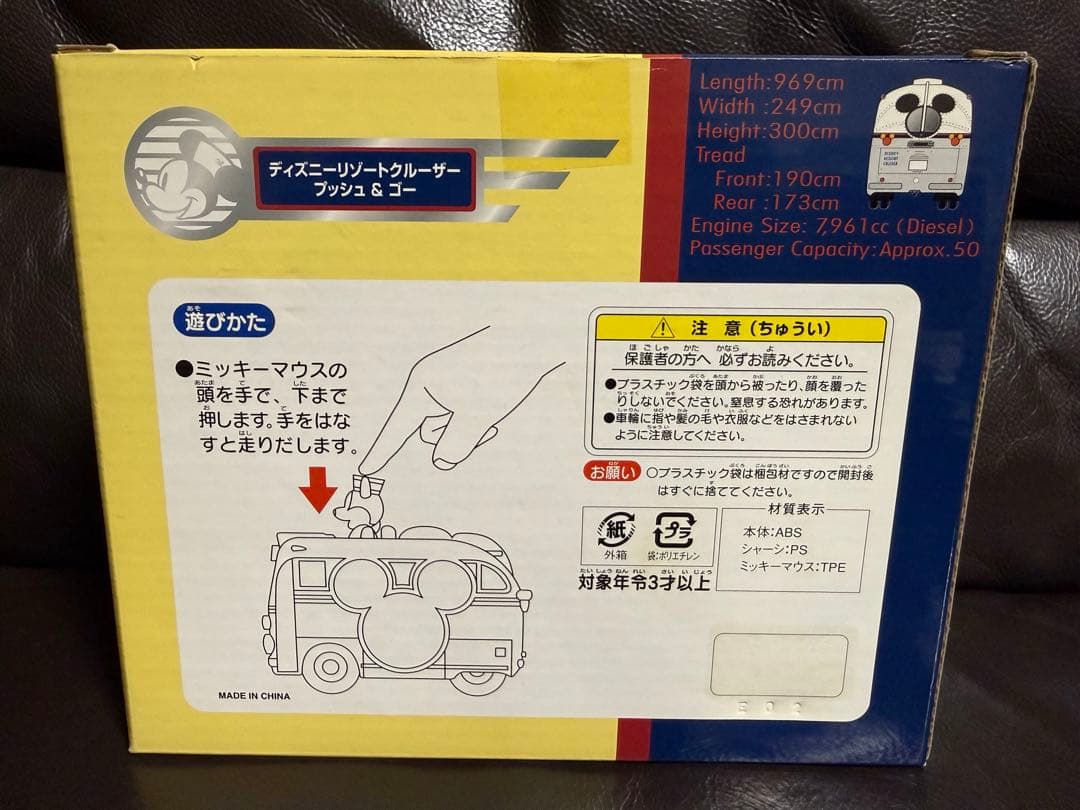 ディズニーリゾートクルーザー
プッシュ & ゴー
Length:969cm
Width :249cm
Height:300cm
Tread
Front:190cm
Rear :173cm
Engine Size: 7,961cc (Diesel)
Passenger Capacity:Approx.50
DISNEY
RESORT
CRUISER
遊びかた
●ミッキーマウスの
頭を手で、下まで
押します。手をはな
すと走りだします。
注 意 (ちゅうい)
保護者の方へ 必ずお読みください。
●プラスチック袋を頭から被ったり、顔を覆った
りしないでください。窒息する恐れがあります。
●車輪に指や髪の毛や衣服などをはさまれない
ように注意してください。
お願い ○プラスチック袋は梱包材ですので開封後
はすぐに捨ててください。
紙
外箱
プラ
袋:ポリエチレン
材質表示
本体:ABS
シャーシ:PS
ミッキーマウス:TPE
対象年令3才以上
MADE IN CHINA